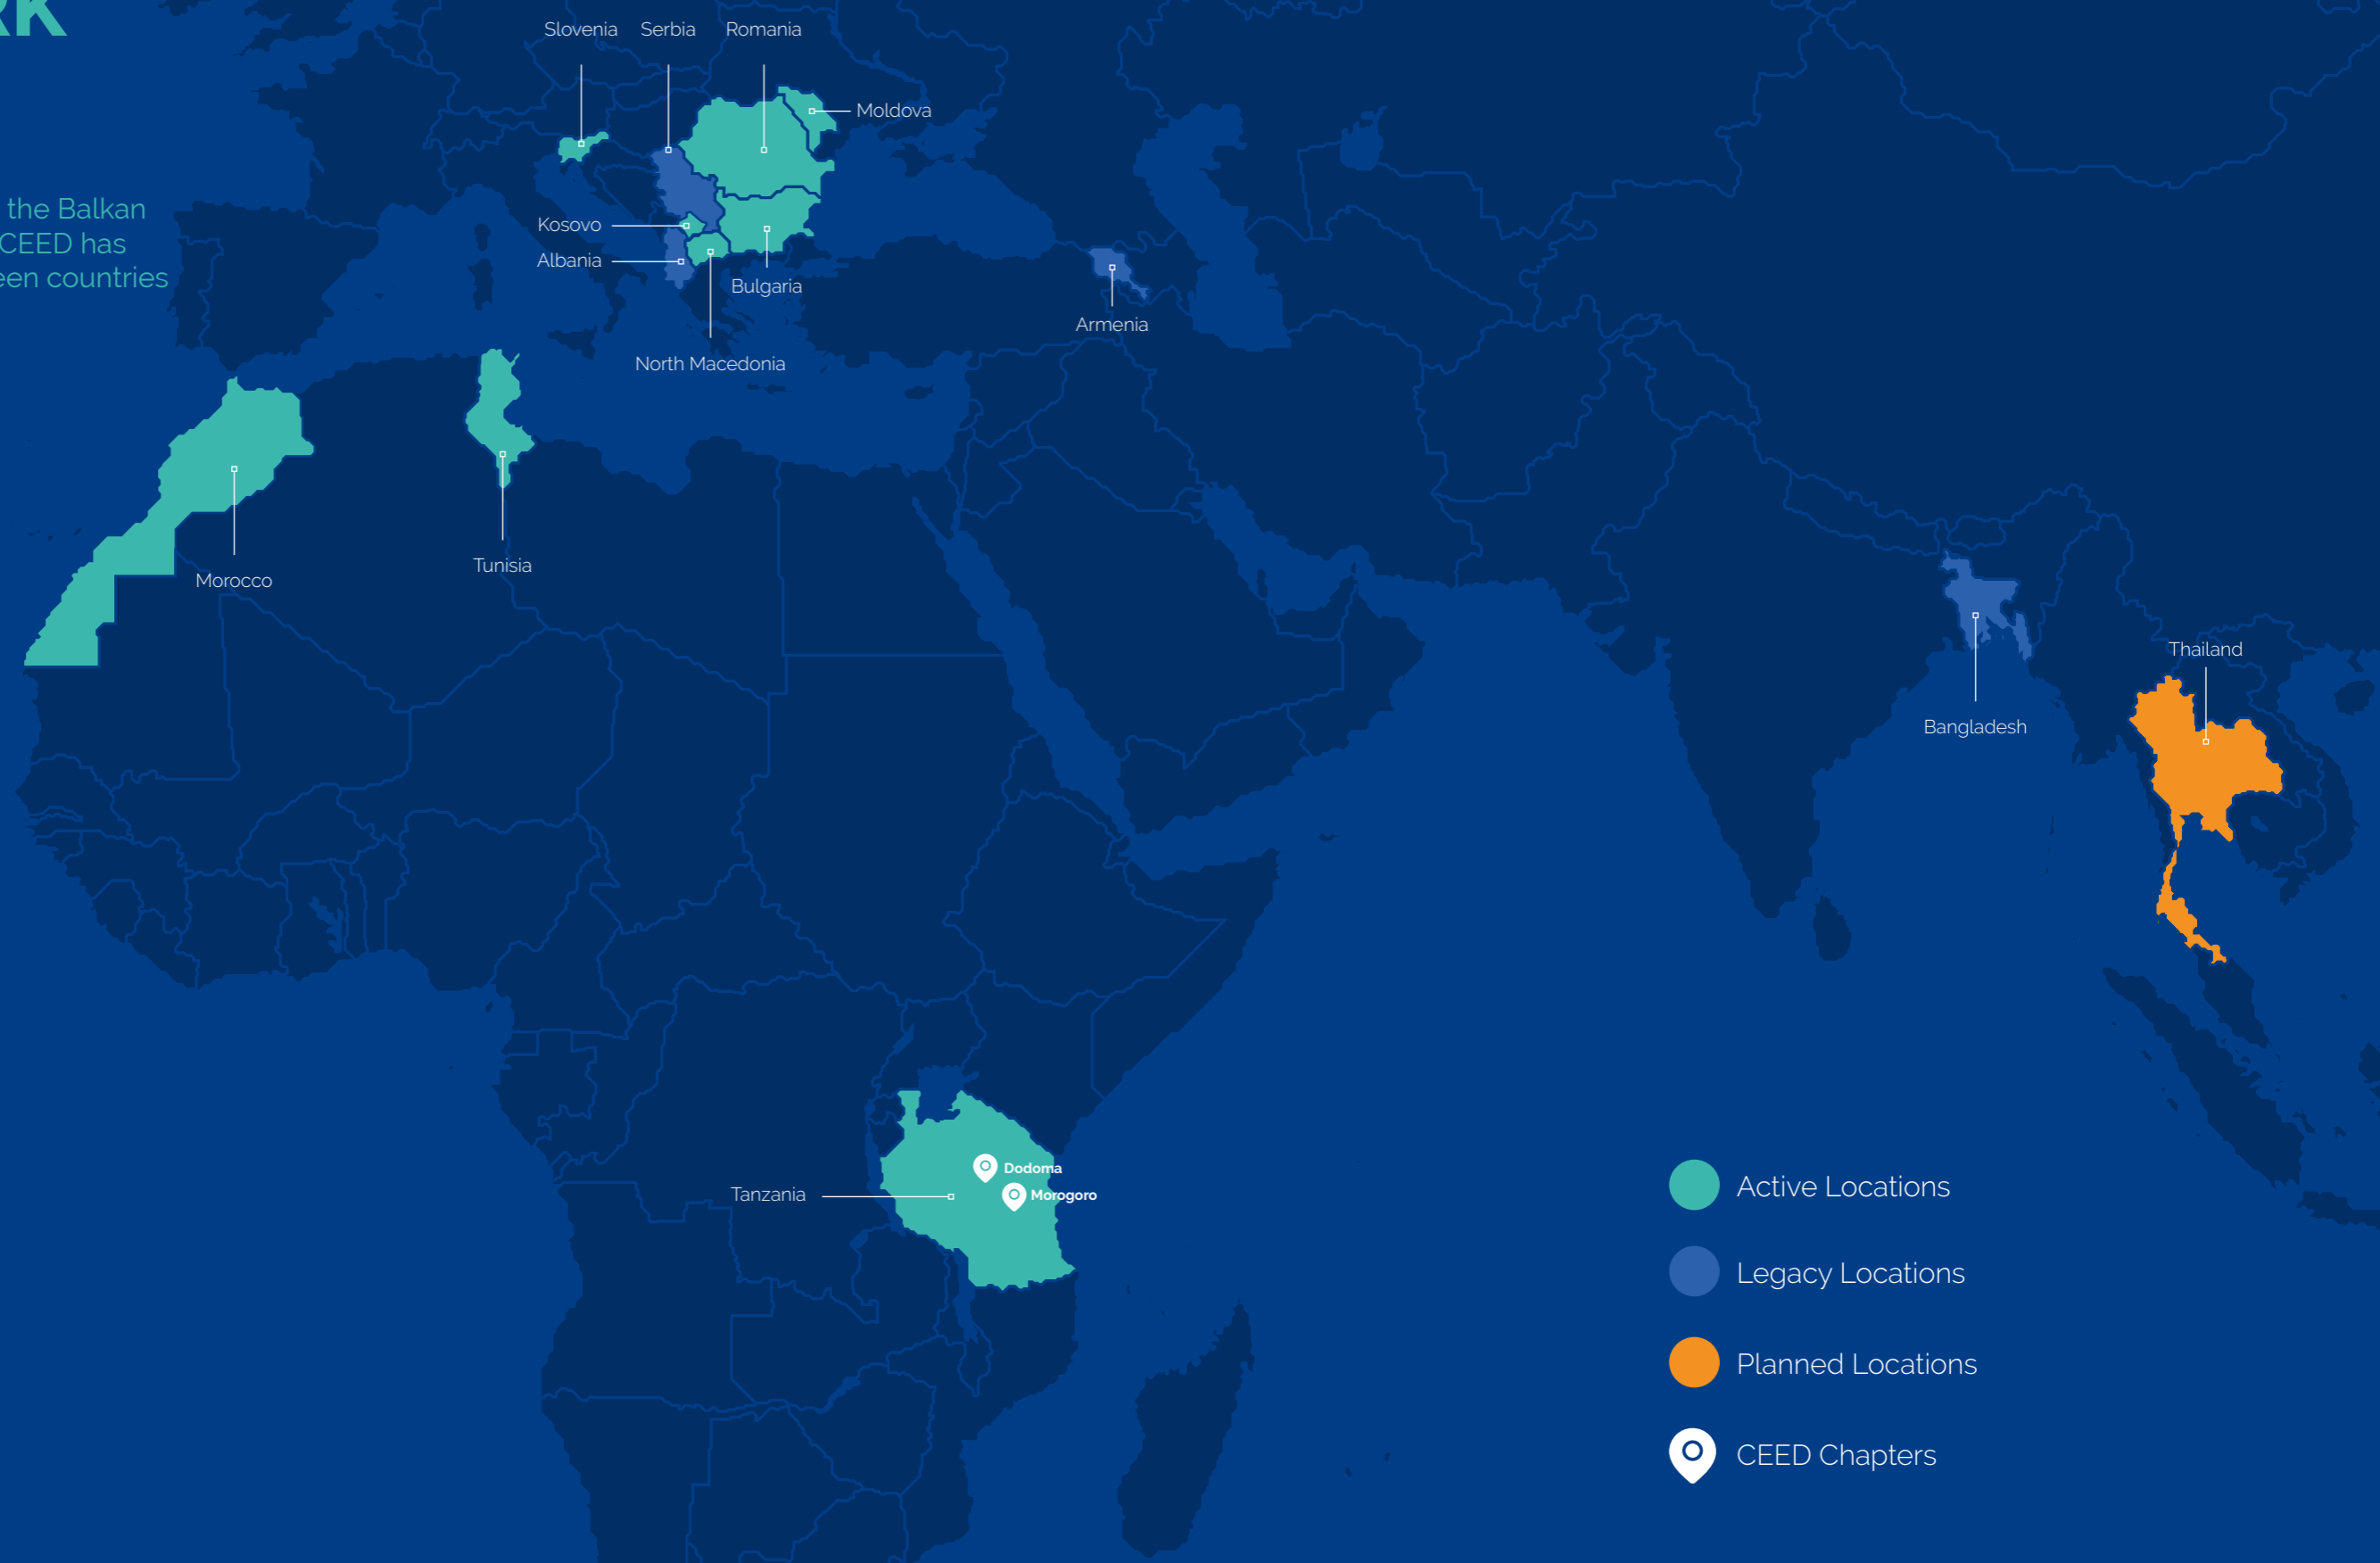 RK
the Balkan
CEED has
een countries
Slovenia
Serbia
Romania
Moldova
Kosovo
Albania
Bulgaria
North Macedonia
Armenia
Morocco
Tunisia
Thailand
Bangladesh
Tanzania
Dodoma
Morogoro
Active Locations
Legacy Locations
Planned Locations
CEED Chapters